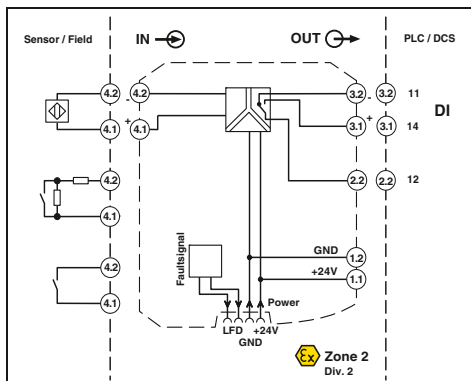 Sensor / Field
IN
OUT
PLC / DCS
4.2
-
4.2
3.2
-
3.2
11
DI
4.1
+
4.1
3.1
+
3.1
14
4.2
2.2
2.2
12
4.1
Faultsignal
GND
1.2
4.2
+24V
1.1
4.1
Power
LFD
+24V
GND
Ex
Zone 2
Div. 2